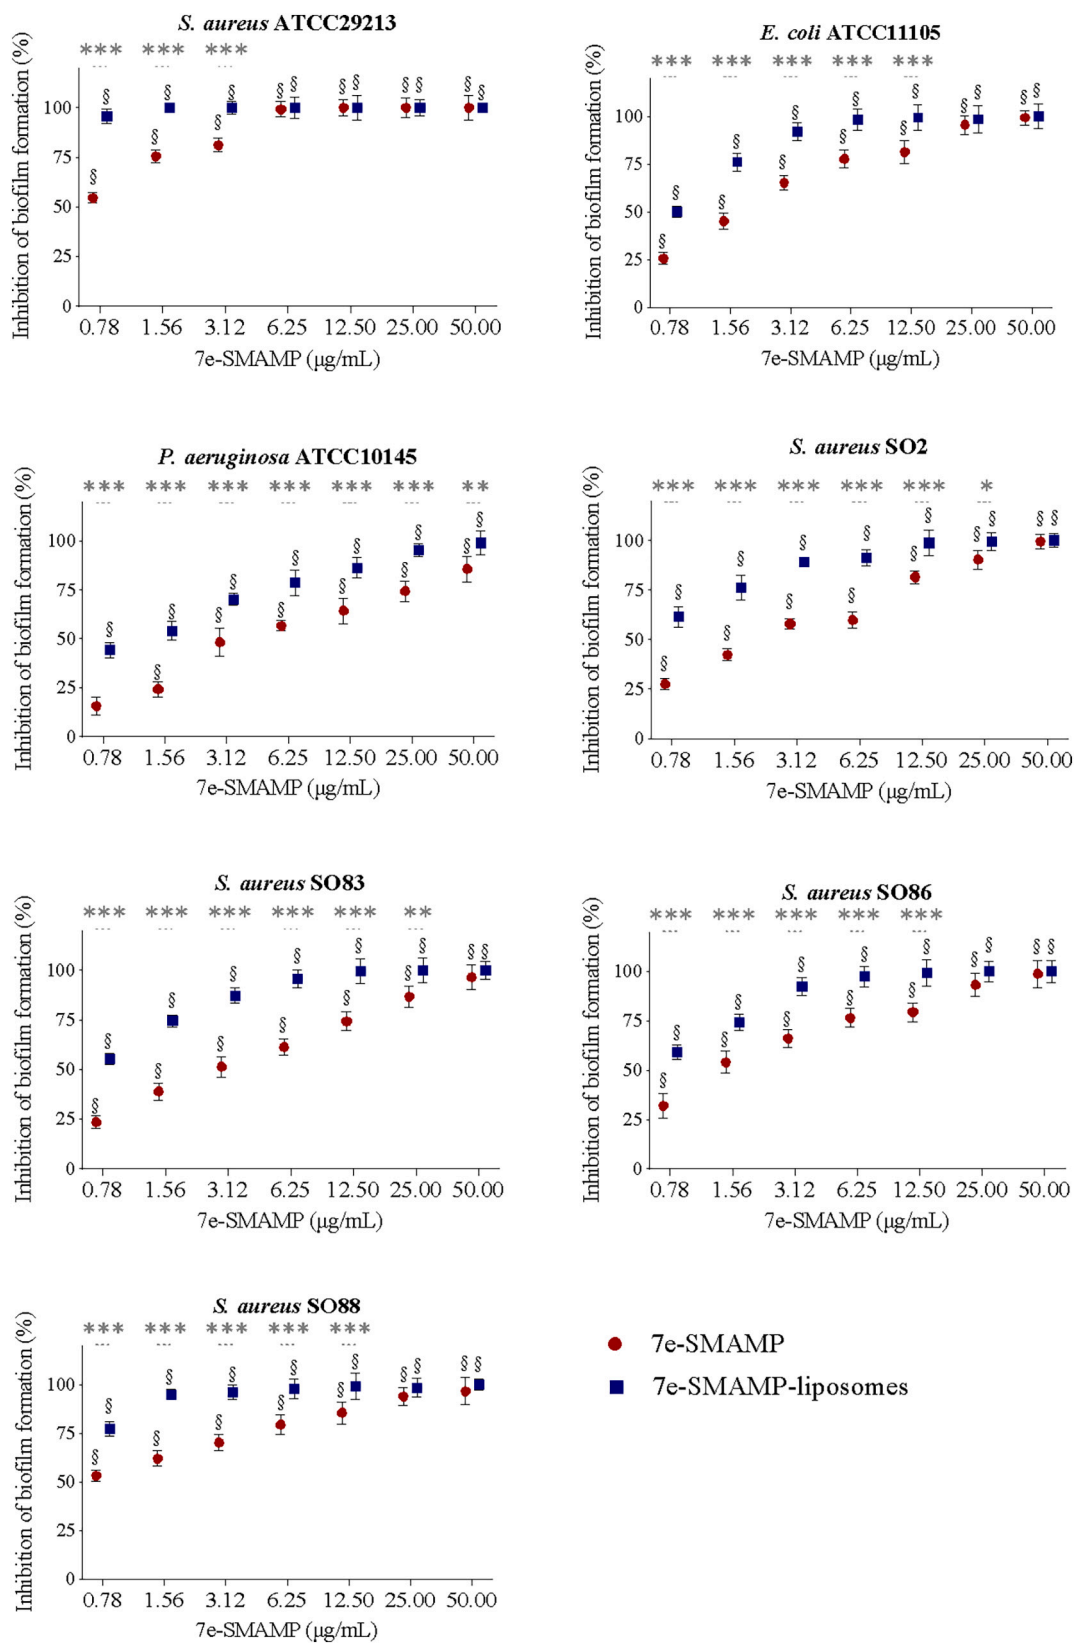 S. aureus ATCC29213
*** *** ***
§ § § § § § § § § § § § § §
Inhibition of biofilm formation (%)
100
75
50
25
0
0.78 1.56 3.12 6.25 12.50 25.00 50.00
7e-SMAMP (µg/mL)
E. coli ATCC11105
*** *** *** *** ***
§ § § § § § § § § § § § § §
Inhibition of biofilm formation (%)
100
75
50
25
0
0.78 1.56 3.12 6.25 12.50 25.00 50.00
7e-SMAMP (µg/mL)
P. aeruginosa ATCC10145
*** *** *** *** *** *** **
§ § § § § § § § § § § § §
Inhibition of biofilm formation (%)
100
75
50
25
0
0.78 1.56 3.12 6.25 12.50 25.00 50.00
7e-SMAMP (µg/mL)
S. aureus SO2
*** *** *** *** *** *
§ § § § § § § § § § § § § §
Inhibition of biofilm formation (%)
100
75
50
25
0
0.78 1.56 3.12 6.25 12.50 25.00 50.00
7e-SMAMP (µg/mL)
S. aureus SO83
*** *** *** *** *** **
§ § § § § § § § § § § § § §
Inhibition of biofilm formation (%)
100
75
50
25
0
0.78 1.56 3.12 6.25 12.50 25.00 50.00
7e-SMAMP (µg/mL)
S. aureus SO86
*** *** *** *** ***
§ § § § § § § § § § § § § §
Inhibition of biofilm formation (%)
100
75
50
25
0
0.78 1.56 3.12 6.25 12.50 25.00 50.00
7e-SMAMP (µg/mL)
S. aureus SO88
*** *** *** *** ***
§ § § § § § § § § § § § § §
Inhibition of biofilm formation (%)
100
75
50
25
0
0.78 1.56 3.12 6.25 12.50 25.00 50.00
7e-SMAMP (µg/mL)
7e-SMAMP
7e-SMAMP-liposomes